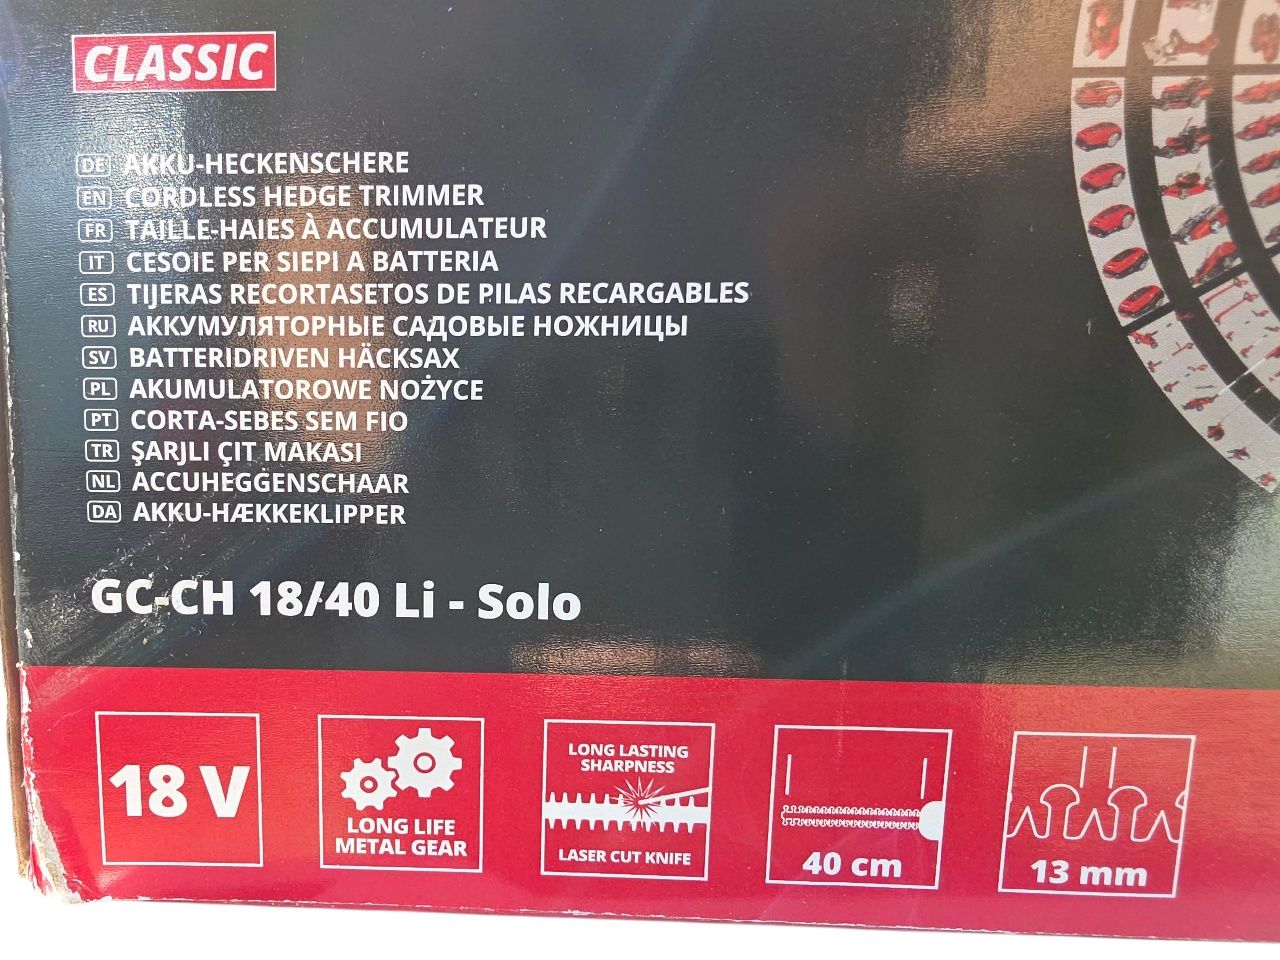 CLASSIC
DE AKKU-HECKENSCHERE
EN CORDLESS HEDGE TRIMMER
FR TAILLE-HAIES À ACCUMULATEUR
IT CESOIE PER SIEPI A BATTERIA
ES TIJERAS RECORTASETOS DE PILAS RECARGABLES
RU АККУМУЛЯТОРНЫЕ САДОВЫЕ НОЖНИЦЫ
SV BATTERIDRIVEN HÄCKSAX
PL AKUMULATOROWE NOŻYCE
PT CORTA-SEBES SEM FIO
TR ŞARJLI ÇIT MAKASI
NL ACCUHEGGENSCHAAR
DA AKKU-HÆKKEKLIPPER
GC-CH 18/40 Li - Solo
18 V
LONG LIFE
METAL GEAR
LONG LASTING
SHARPNESS
LASER CUT KNIFE
40 cm
13 mm